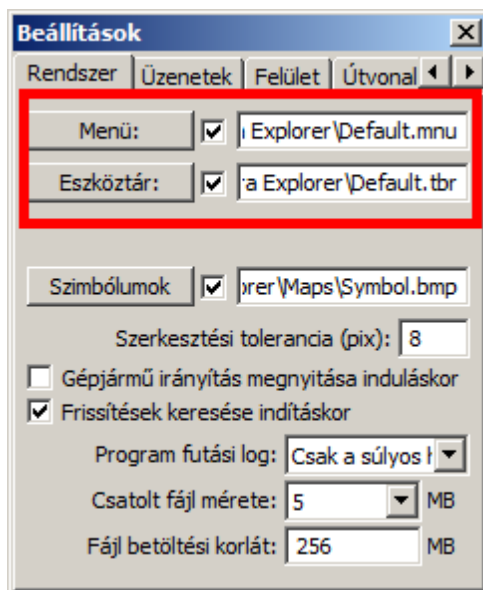 Beállítások
Rendszer Üzenetek Felület Útvonal
Menü: Explorer\Default.mnu
Eszköztár: a Explorer\Default.tbr
Szimbólumok orer\Maps\Symbol.bmp
Szerkesztési tolerancia (pix): 8
Gépjármű irányítás megnyitása induláskor
Frissítések keresése indításkor
Program futási log: Csak a súlyos
Csatolt fájl mérete: 5 MB
Fájl betöltési korlát: 256 MB